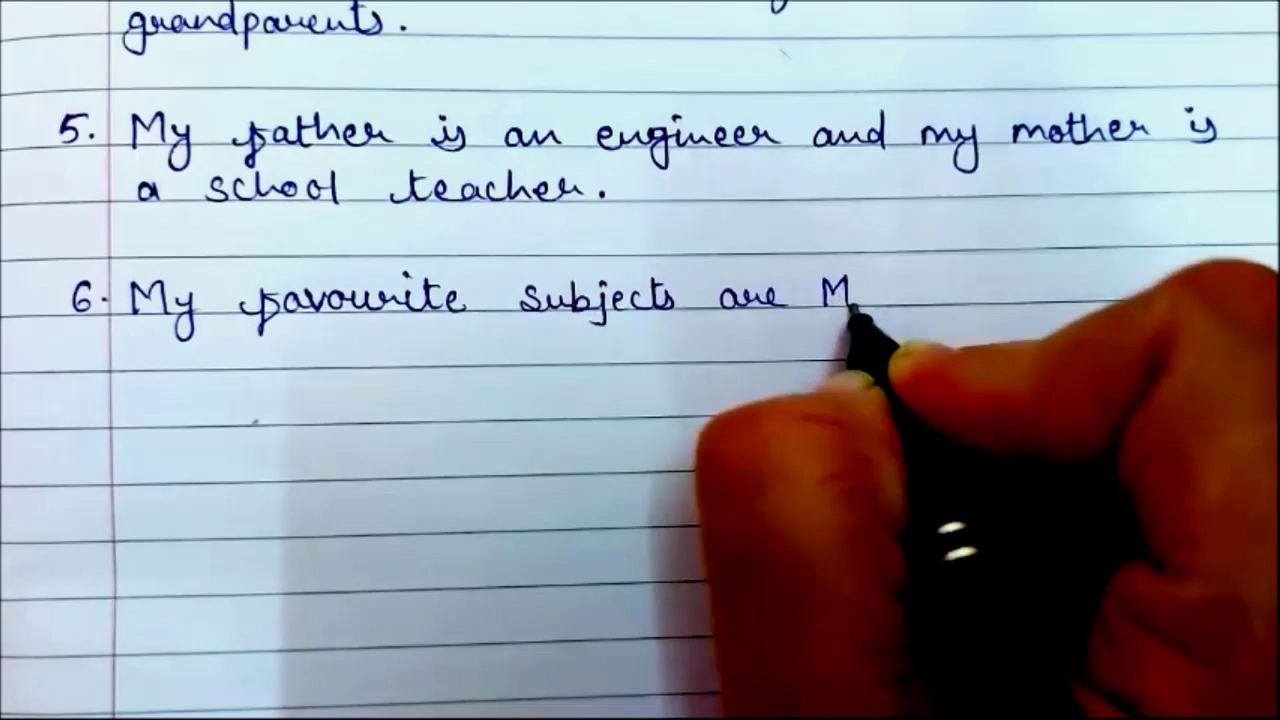 grandparents.
5. My father is an engineer and my mother is
a school teacher.
6. My favourite subjects are M